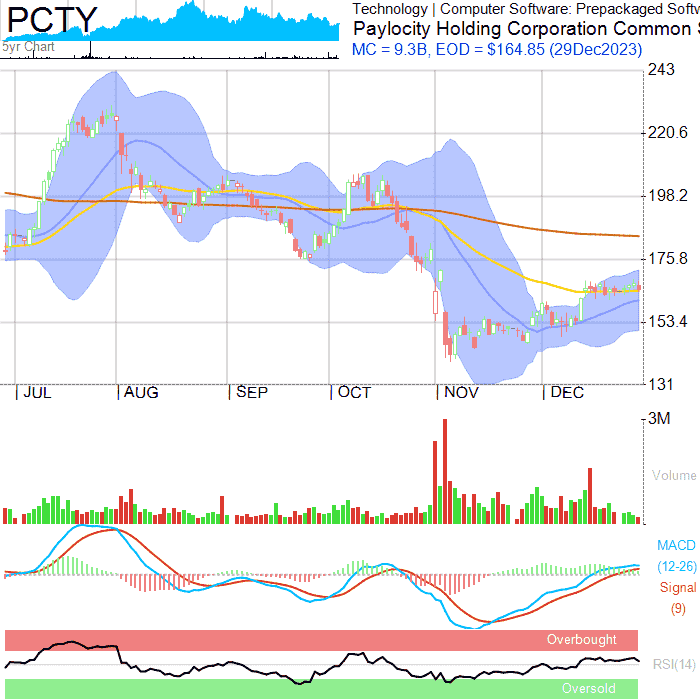 PCTY
5yr Chart
Technology | Computer Software: Prepackaged Softw
Paylocity Holding Corporation Common S
MC = 9.3B, EOD = $164.85 (29Dec2023)
243
220.6
198.2
175.8
153.4
131
| JUL | AUG | SEP | OCT | NOV | DEC
3M
Volume
MACD
(12-26)
Signal
(9)
Overbought
RSI(14)
Oversold